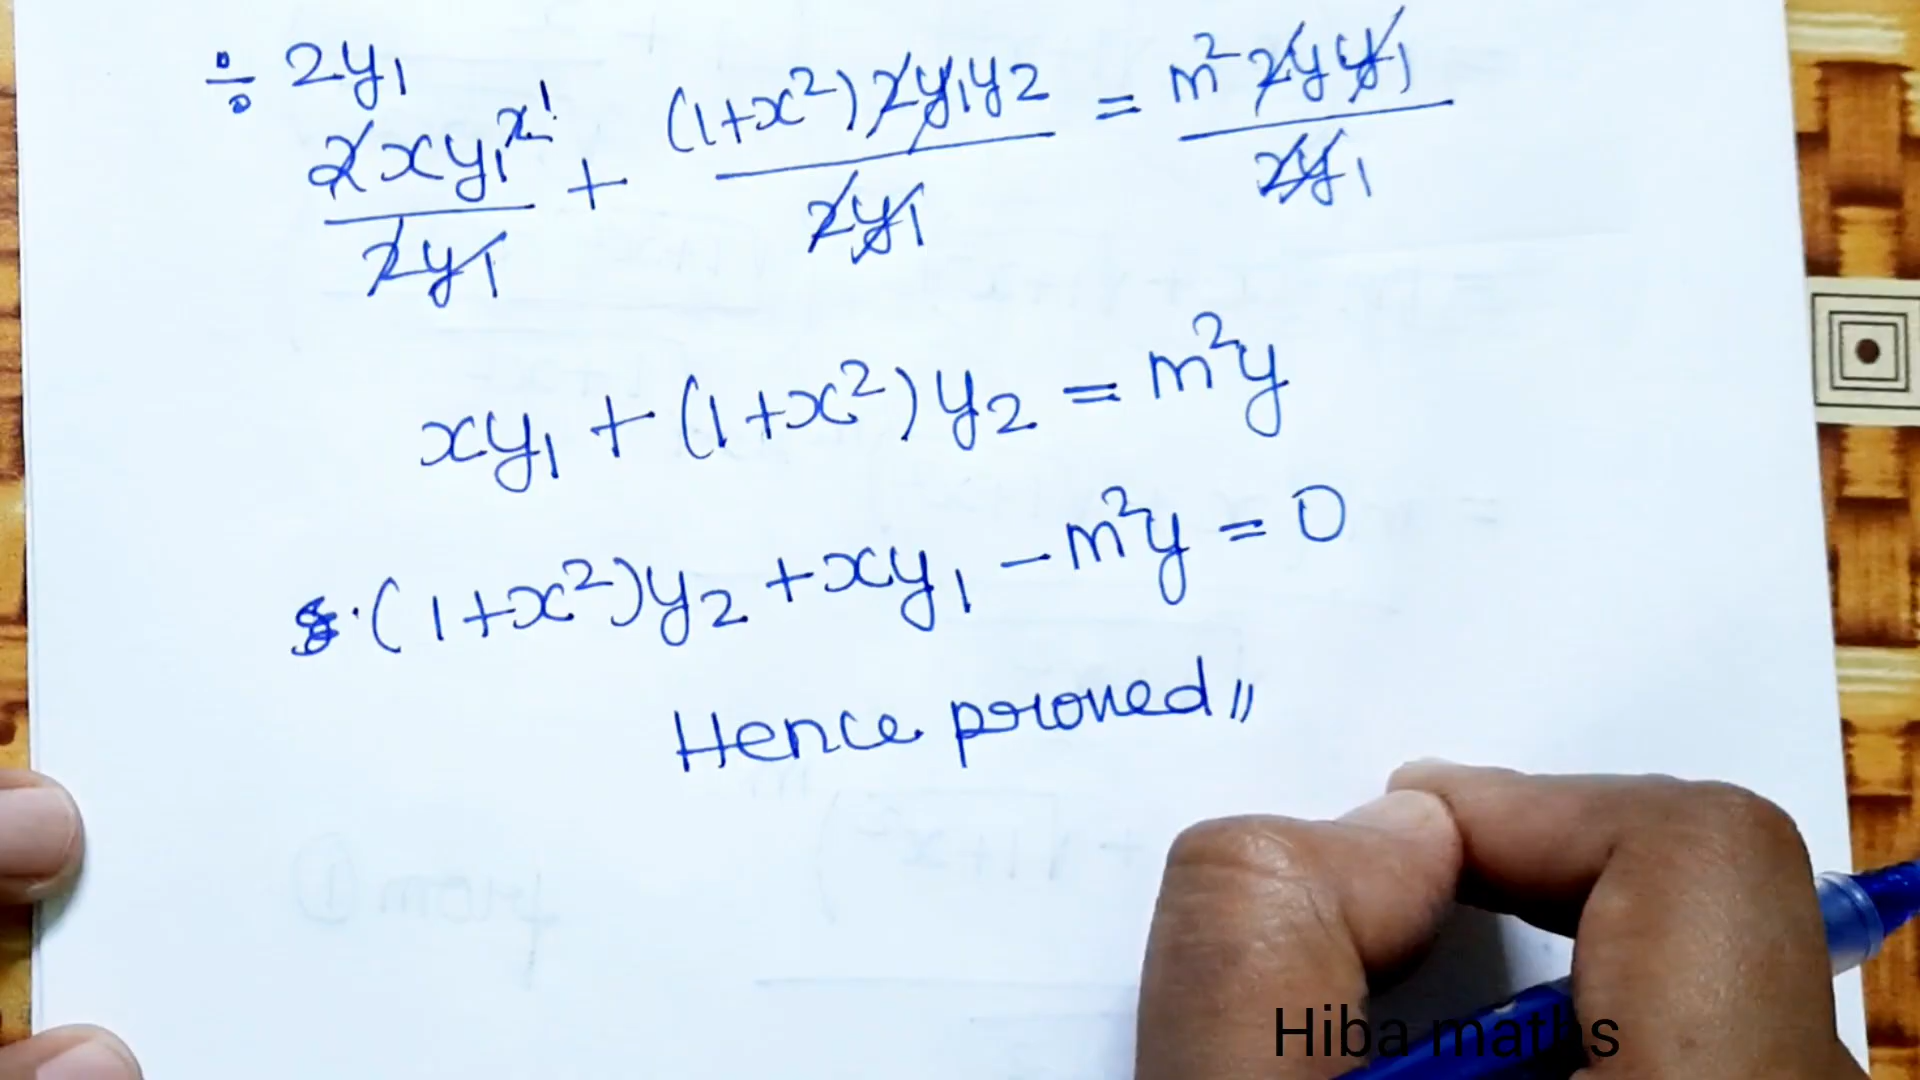 ÷ 2y₁
2xy₁²¹/2y₁ + (1+x²)2y₁y₂/2y₁ = m²2yy₁/2y₁
xy₁ + (1+x²)y₂ = m²y
(1+x²)y₂ + xy₁ - m²y = 0
Hence proved //
Hiba maths